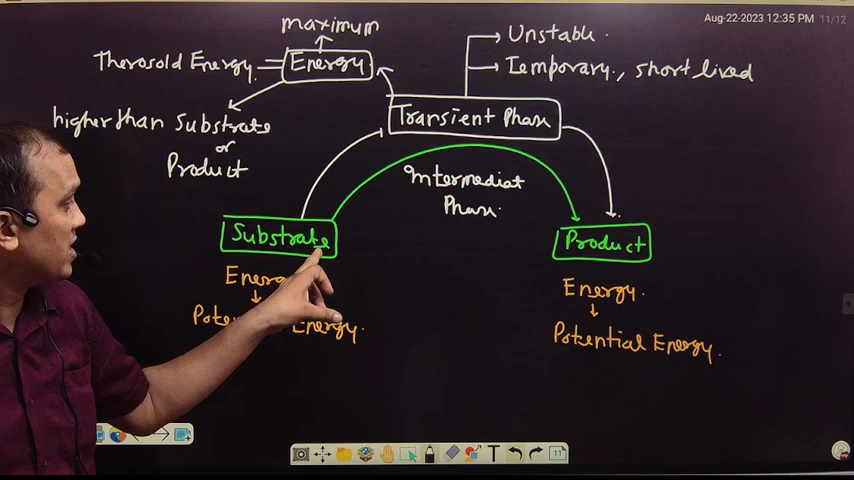 Aug-22-2023 12:35 PM 11/12
maximum
Unstable.
Therosold Energy
Energy
Temporary, short lived
Transient Phase
higher than Substrate
or
Product
Intermediat
Phase.
Substrate
Product
Energy
Energy.
Energy.
Potential Energy.
T
11